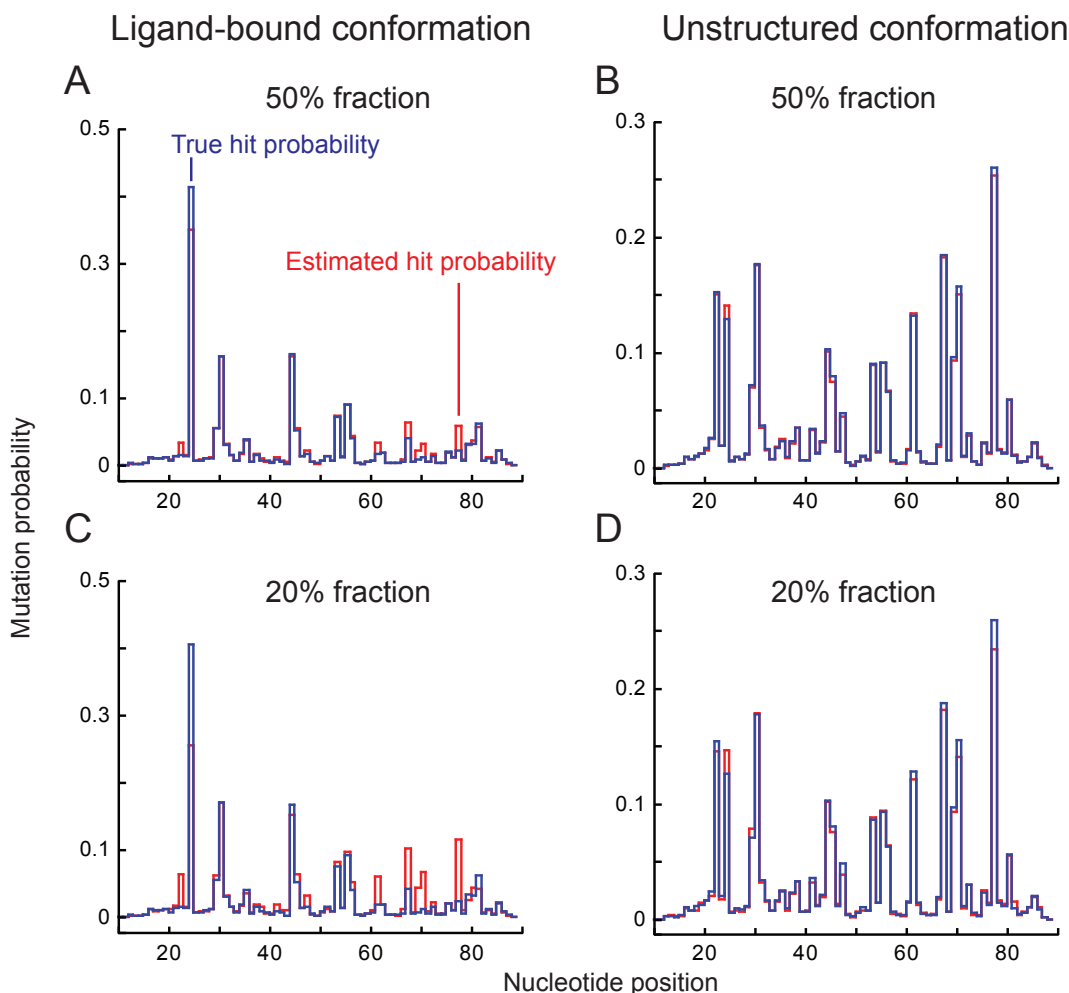 Ligand-bound conformation
Unstructured conformation
A
50% fraction
0.5
0.3
0.1
0
True hit probability
Estimated hit probability
20 40 60 80
B
50% fraction
0.3
0.2
0.1
0
20 40 60 80
Mutation probability
C
20% fraction
0.5
0.3
0.1
0
20 40 60 80
D
20% fraction
0.3
0.2
0.1
0
20 40 60 80
Nucleotide position